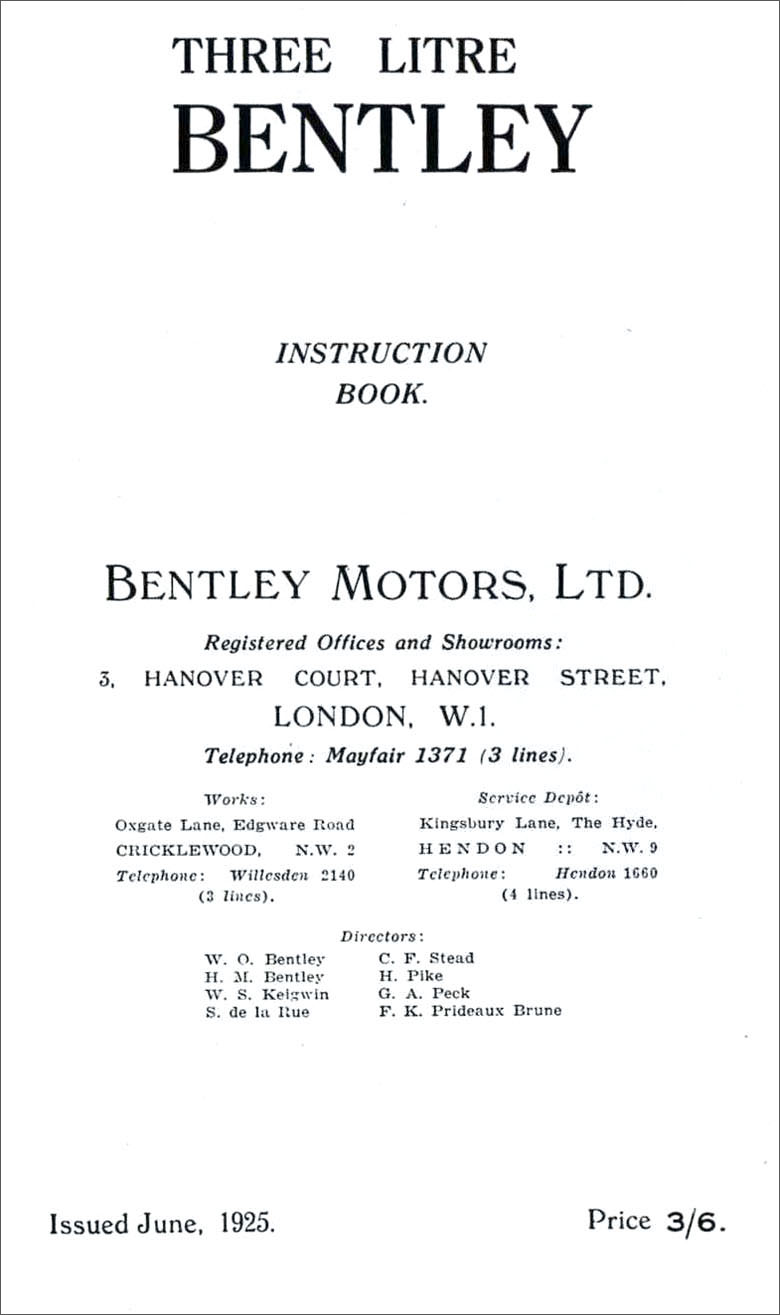 THREE LITRE
BENTLEY
INSTRUCTION
BOOK.
BENTLEY MOTORS, LTD.
Registered Offices and Showrooms:
3, HANOVER COURT, HANOVER STREET,
LONDON, W.1.
Telephone: Mayfair 1371 (3 lines).
Works:
Oxgate Lane, Edgware Road
CRICKLEWOOD, N.W. 2
Telephone: Willesden 2140
(3 lines).
Service Depôt:
Kingsbury Lane, The Hyde,
HENDON :: N.W. 9
Telephone: Hendon 1660
(4 lines).
Directors:
W. O. Bentley
H. M. Bentley
W. S. Keigwin
S. de la Rue
C. F. Stead
H. Pike
G. A. Peck
F. K. Prideaux Brune
Issued June, 1925.
Price 3/6.